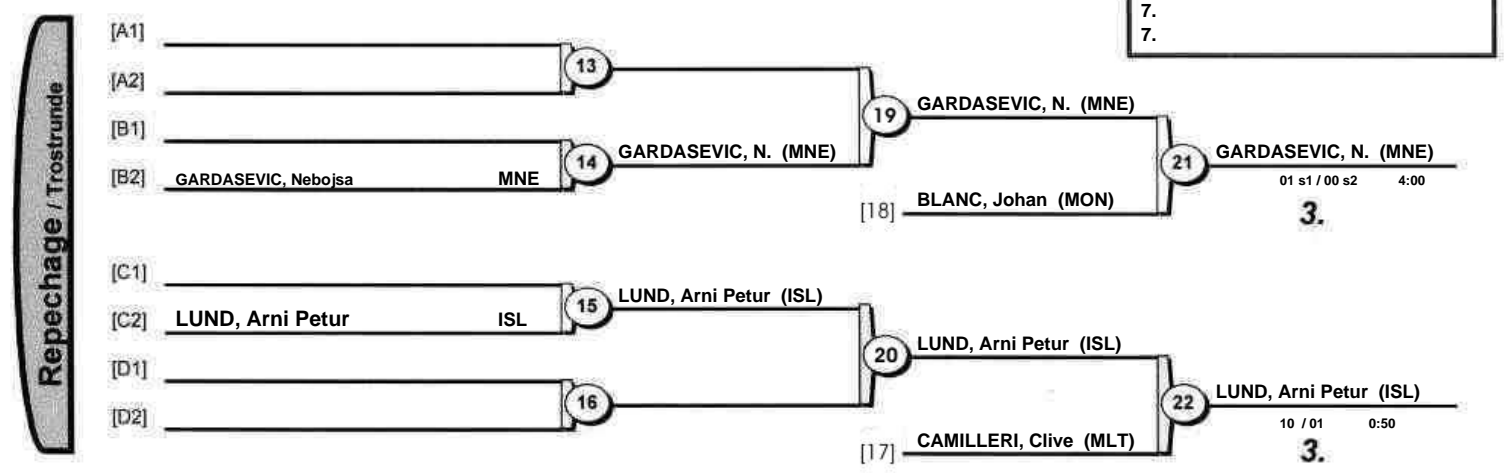 7.
7.
Repechage / Trostrunde
[A1]
13
[A2]
19
GARDASEVIC, N. (MNE)
[B1]
14
GARDASEVIC, N. (MNE)
21
GARDASEVIC, N. (MNE)
[B2] GARDASEVIC, Nebojsa MNE
01 s1 / 00 s2 4:00
[18] BLANC, Johan (MON)
3.
[C1]
15
LUND, Arni Petur (ISL)
[C2] LUND, Arni Petur ISL
20
LUND, Arni Petur (ISL)
[D1]
16
22
LUND, Arni Petur (ISL)
[D2]
10 / 01 0:50
[17] CAMILLERI, Clive (MLT)
3.